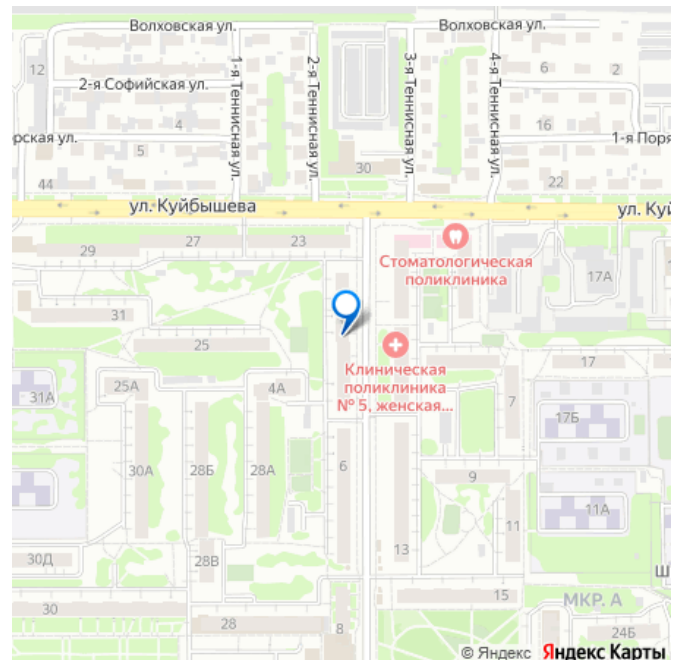 Волховская ул.
Волховская ул.
12
1-я Теннисная ул.
2-я Теннисная ул.
3-я Теннисная ул.
4-я Теннисная ул.
6
2
2-я Софийская ул.
4
16
рская ул.
5
1-я Поря
30
44
22
ул. Куйбышева
ул. Куй
29
27
23
Стоматологическая
поликлиника
17А
31
25
Клиническая
поликлиника
№ 5, женская...
17
31А
25А
4А
7
17Б
30А
28Б
28А
6
9
11
11А
13
30Д
28В
Ш
30
28
8
15
МКР. А
24Б
© Яндекс Яндекс Карты